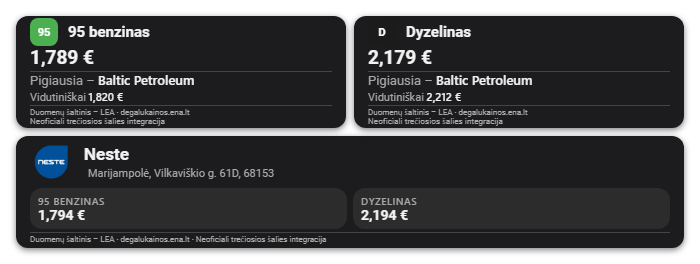 95 95 benzinas
1,789 €
Pigiausia – Baltic Petroleum
Vidutiniškai 1,820 €
Duomenų šaltinis – LEA · degalukainos.ena.lt
Neoficiali trečiosios šalies integracija
D Dyzelinas
2,179 €
Pigiausia – Baltic Petroleum
Vidutiniškai 2,212 €
Duomenų šaltinis – LEA · degalukainos.ena.lt
Neoficiali trečiosios šalies integracija
NESTE Neste
Marijampolė, Vilkaviškio g. 61D, 68153
95 BENZINAS
1,794 €
DYZELINAS
2,194 €
Duomenų šaltinis – LEA · degalukainos.ena.lt · Neoficiali trečiosios šalies integracija